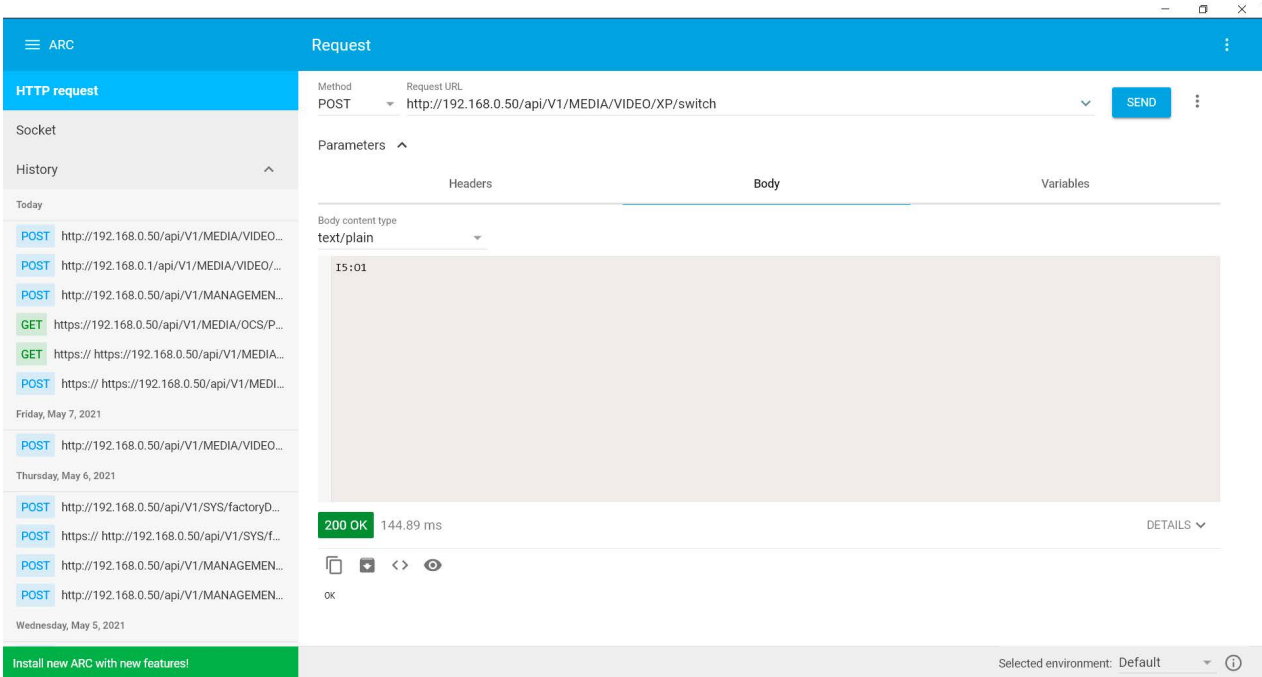 ARC
Request
HTTP request
Socket
History
Today
POST http://192.168.0.50/api/V1/MEDIA/VIDEO...
POST http://192.168.0.1/api/V1/MEDIA/VIDEO/...
POST http://192.168.0.50/api/V1/MANAGEMEN...
GET https://192.168.0.50/api/V1/MEDIA/OCS/P...
GET https:// https://192.168.0.50/api/V1/MEDIA...
POST https:// https://192.168.0.50/api/V1/MEDI...
Friday, May 7, 2021
POST http://192.168.0.50/api/V1/MEDIA/VIDEO...
Thursday, May 6, 2021
POST http://192.168.0.50/api/V1/SYS/factoryD...
POST https:// http://192.168.0.50/api/V1/SYS/f...
POST http://192.168.0.50/api/V1/MANAGEMEN...
POST http://192.168.0.50/api/V1/MANAGEMEN...
Wednesday, May 5, 2021
Install new ARC with new features!
Method Request URL
POST http://192.168.0.50/api/V1/MEDIA/VIDEO/XP/switch SEND
Parameters
Headers Body Variables
Body content type
text/plain
I5:O1
200 OK 144.89 ms DETAILS
OK
Selected environment: Default